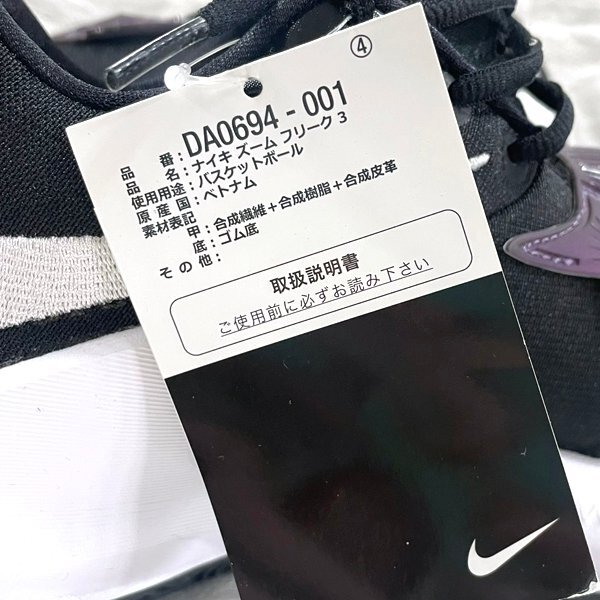 ④
品番：DA0694 - 001
品名：ナイキ ズーム フリーク 3
使用用途：バスケットボール
原産国：ベトナム
素材表記
甲：合成繊維＋合成樹脂＋合成皮革
底：ゴム底
その他：
取扱説明書
ご使用前に必ずお読み下さい